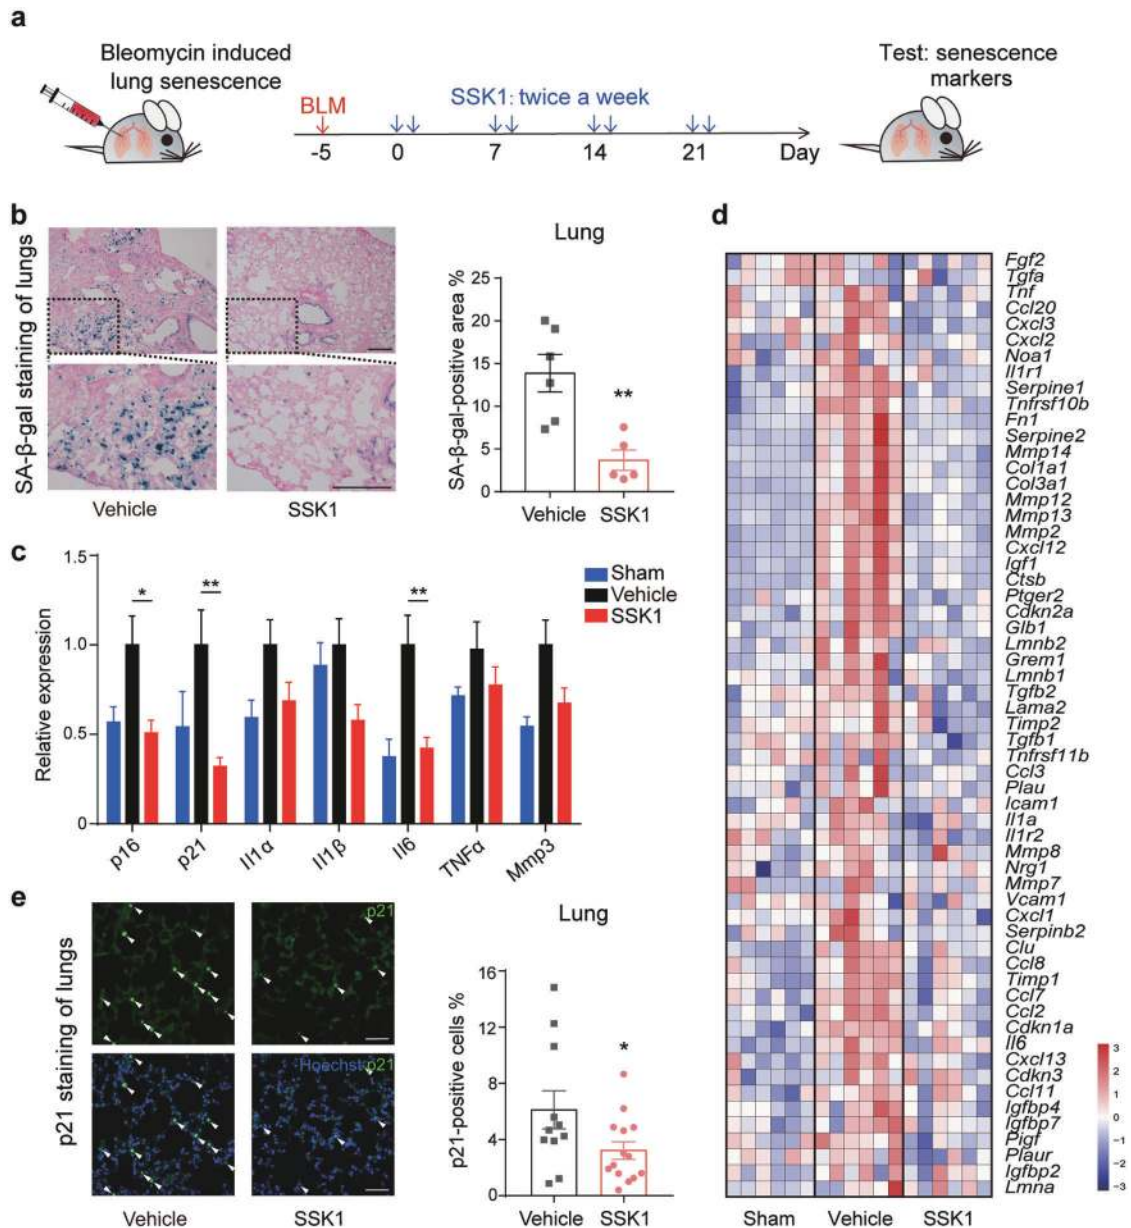 a
Bleomycin induced
lung senescence
BLM
SSK1: twice a week
-5
0
7
14
21
Day
Test: senescence
markers
b
SA-β-gal staining of lungs
Vehicle
SSK1
Lung
SA-β-gal-positive area %
25
20
15
10
5
0
**
Vehicle
SSK1
c
Relative expression
1.5
1.0
0.5
0
*
**
**
Sham
Vehicle
SSK1
p16
p21
Il1α
Il1β
Il6
TNFα
Mmp3
d
Fgf2
Tgfa
Tnf
Ccl20
Cxcl3
Cxcl2
Noa1
Il1r1
Serpine1
Tnfrsf10b
Fn1
Serpine2
Mmp14
Col1a1
Col3a1
Mmp12
Mmp13
Mmp2
Cxcl12
Igf1
Ctsb
Ptger2
Cdkn2a
Glb1
Lmnb2
Grem1
Lmnb1
Tgfb2
Lama2
Timp2
Tgfb1
Tnfrsf11b
Ccl3
Plau
Icam1
Il1a
Il1r2
Mmp8
Nrg1
Mmp7
Vcam1
Cxcl1
Serpinb2
Clu
Ccl8
Timp1
Ccl7
Ccl2
Cdkn1a
Il6
Cxcl13
Cdkn3
Ccl11
Igfbp4
Igfbp7
Pigf
Plaur
Igfbp2
Lmna
3
2
1
0
-1
-2
-3
Sham
Vehicle
SSK1
e
p21 staining of lungs
p21
Hoechst p21
Vehicle
SSK1
Lung
p21-positive cells %
16
12
8
4
0
*
Vehicle
SSK1